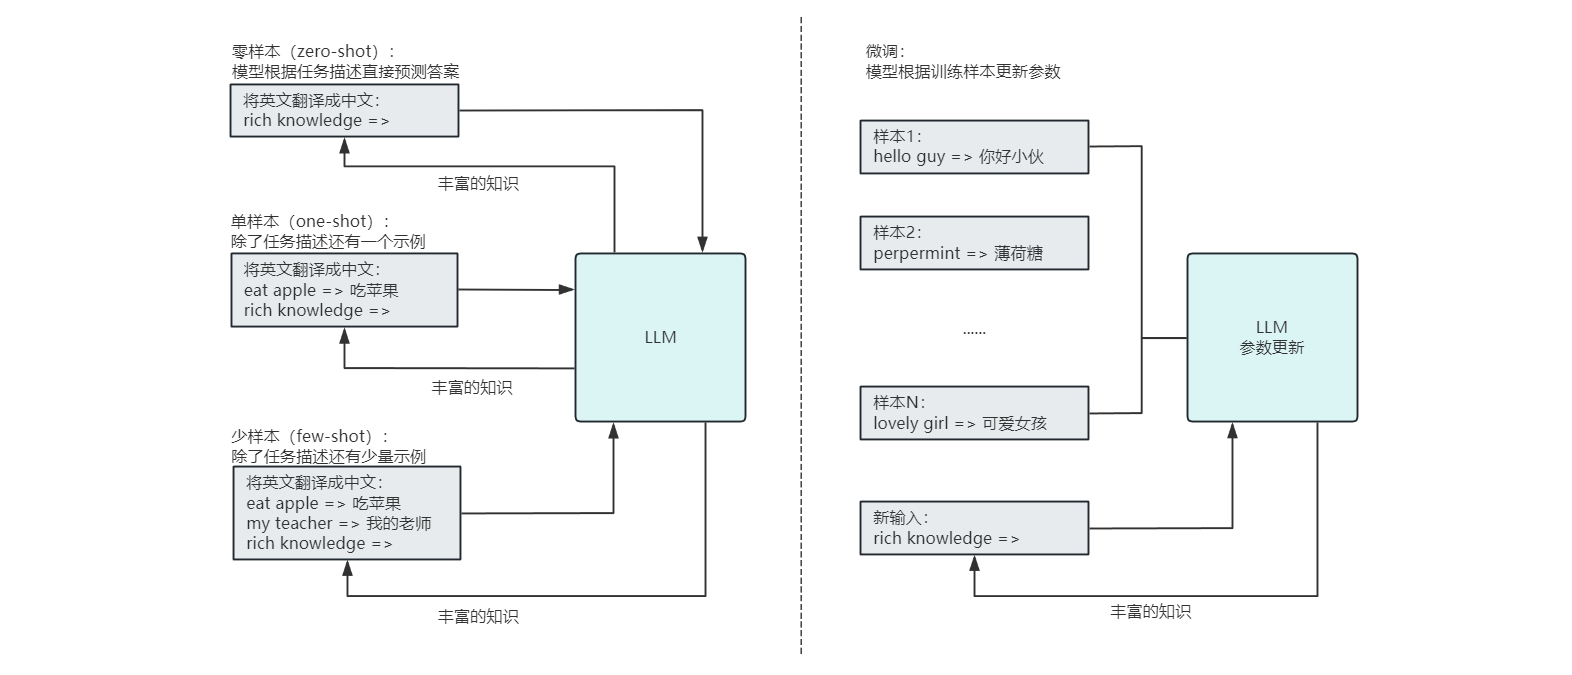 零样本（zero-shot）:
模型根据任务描述直接预测答案
将英文翻译成中文:
rich knowledge =>
丰富的知识
单样本（one-shot）:
除了任务描述还有一个示例
将英文翻译成中文:
eat apple => 吃苹果
rich knowledge =>
丰富的知识
LLM
少样本（few-shot）:
除了任务描述还有少量示例
将英文翻译成中文:
eat apple => 吃苹果
my teacher => 我的老师
rich knowledge =>
丰富的知识
微调:
模型根据训练样本更新参数
样本1:
hello guy => 你好小伙
样本2:
perpermint => 薄荷糖
......
样本N:
lovely girl => 可爱女孩
LLM
参数更新
新输入:
rich knowledge =>
丰富的知识